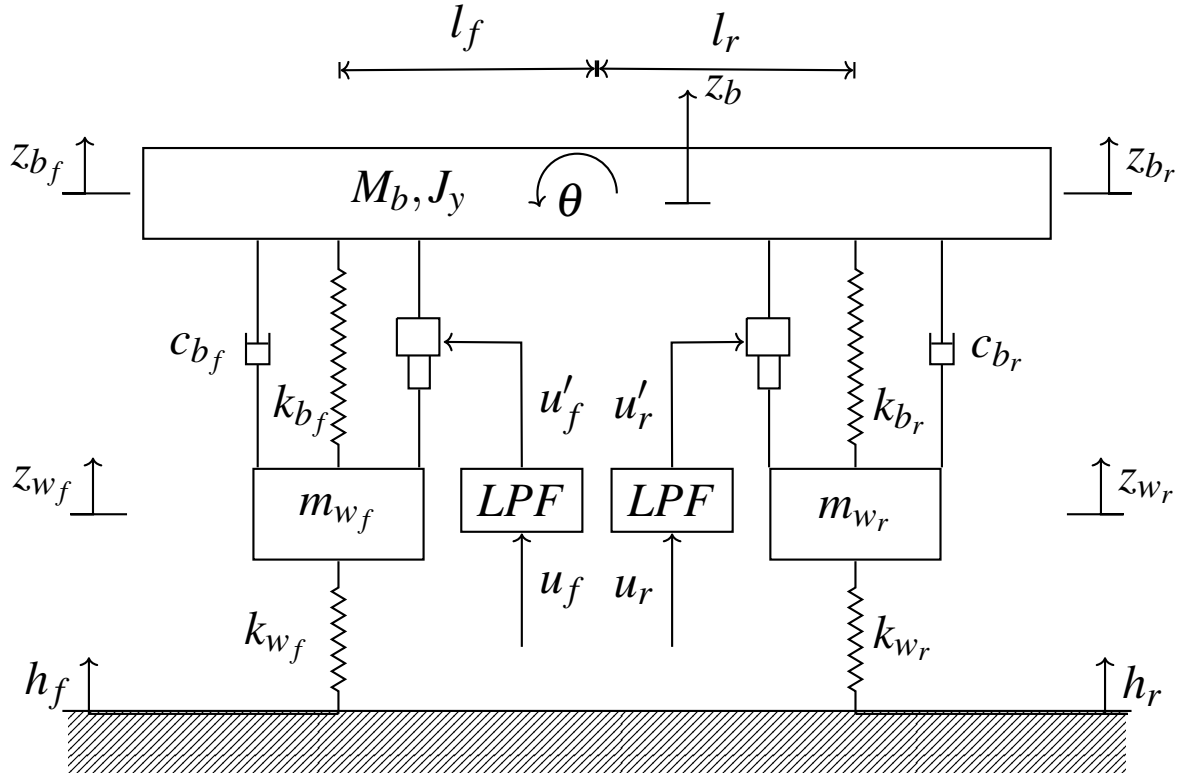 l_f l_r
z_b
z_{b_f} M_b, J_y θ z_{b_r}
c_{b_f} c_{b_r}
k_{b_f} u'_f u'_r k_{b_r}
z_{w_f} m_{w_f} LPF LPF m_{w_r} z_{w_r}
u_f u_r
k_{w_f} k_{w_r}
h_f h_r